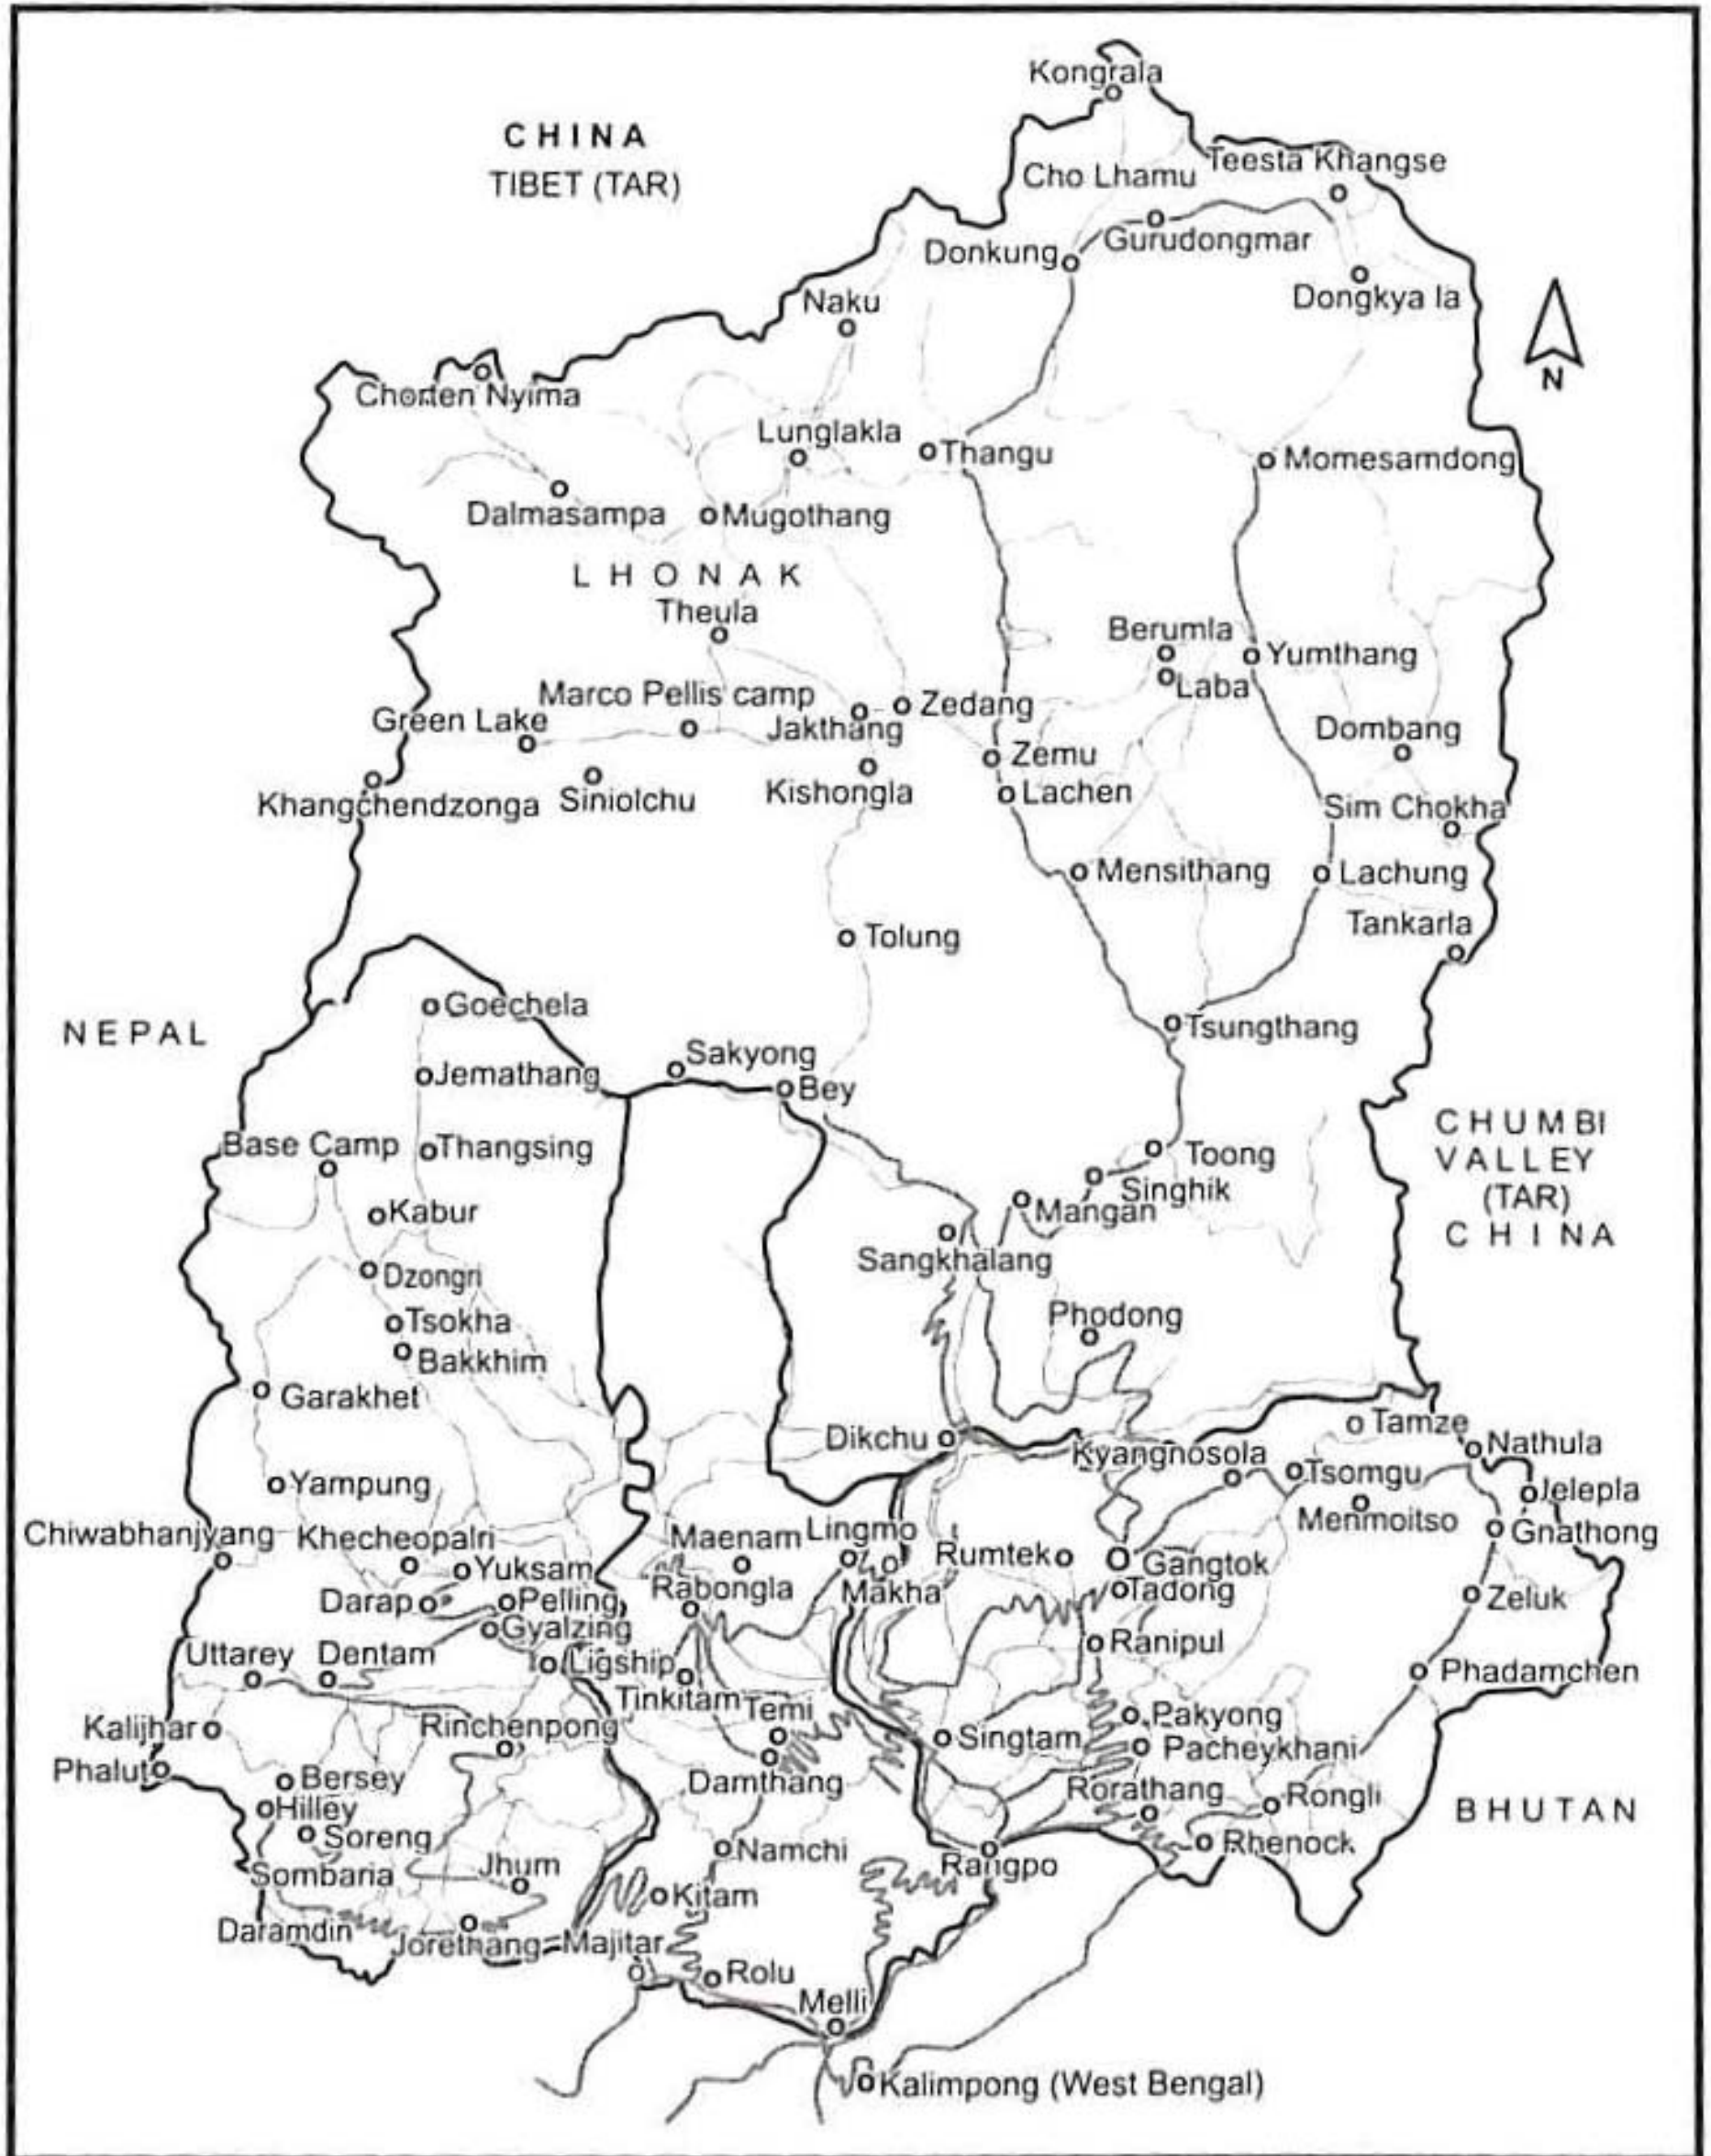 Kongrala
CHINA
TIBET (TAR)
Teesta Khangse
Cho Lhamu
Gurudongmar
Donkung
Dongkya la
Naku
N
Chorten Nyima
Lunglakla
Thangu
Momesamdong
Dalmasampa
Mugothang
LHONAK
Theula
Berumla
Yumthang
Laba
Marco Pellis camp
Zedang
Green Lake
Jakthang
Dombang
Zemu
Khangchendzonga
Siniolchu
Kishongla
Lachen
Sim Chokha
Mensithang
Lachung
Tankarla
Tolung
Goechela
NEPAL
Tsungthang
Sakyong
Jemathang
Bey
CHUMBI
VALLEY
(TAR)
CHINA
Base Camp
Thangsing
Toong
Singhik
Kabur
Mangan
Sangkhalang
Dzongri
Tsokha
Phodong
Bakkhim
Garakhet
Tamze
Dikchu
Nathula
Kyangnosola
Tsomgu
Yampung
Jelepla
Menmoitso
Chiwabhanjyang
Khecheopalri
Maenam
Lingmo
Gnathong
Rumtek
Gangtok
Yuksam
Rabongla
Makha
Tadong
Darap
Pelling
Zeluk
Gyalzing
Ranipul
Uttarey
Dentam
Ligship
Phadamchen
Tinkitam
Temi
Pakyong
Kalijhar
Rinchenpong
Singtam
Pacheykhani
Phalut
Bersey
Damthang
Rorathang
Rongli
BHUTAN
Hilley
Soreng
Namchi
Rhenock
Sombaria
Jhum
Rangpo
Kitam
Daramdin
Jorethang
Majitar
Rolu
Melli
Kalimpong (West Bengal)